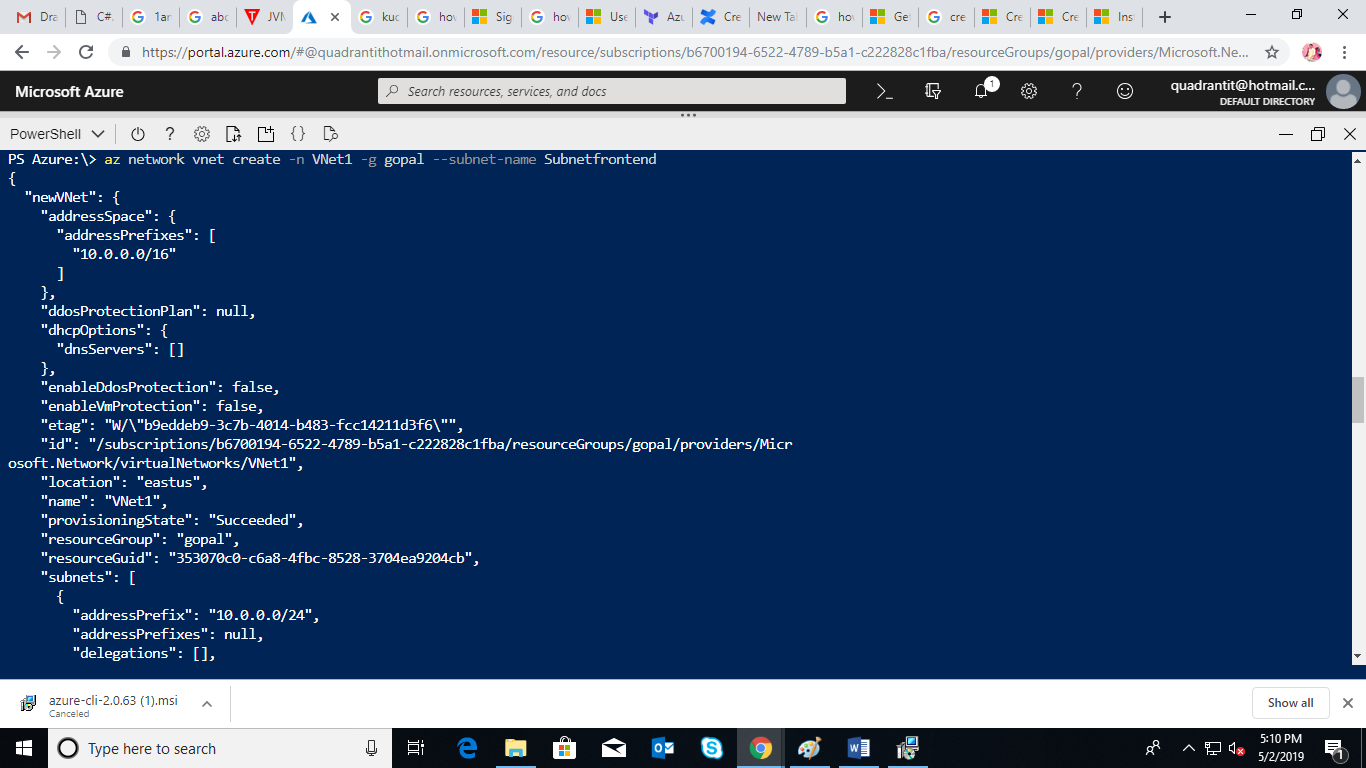 Dra
C#.
1ar
abc
JVM
kuc
hov
Sig
hov
Use
Azu
Cre
New Tal
hov
Get
cre
Cre
Cre
Ins
https://portal.azure.com/#@quadrantithotmail.onmicrosoft.com/resource/subscriptions/b6700194-6522-4789-b5a1-c222828c1fba/resourceGroups/gopal/providers/Microsoft.Ne...
Microsoft Azure
Search resources, services, and docs
1
quadrantit@hotmail.c...
DEFAULT DIRECTORY
PowerShell
PS Azure:\> az network vnet create -n VNet1 -g gopal --subnet-name Subnetfrontend
{
"newVNet": {
"addressSpace": {
"addressPrefixes": [
"10.0.0.0/16"
]
},
"ddosProtectionPlan": null,
"dhcpOptions": {
"dnsServers": []
},
"enableDdosProtection": false,
"enableVmProtection": false,
"etag": "W/\"b9eddeb9-3c7b-4014-b483-fcc14211d3f6\"",
"id": "/subscriptions/b6700194-6522-4789-b5a1-c222828c1fba/resourceGroups/gopal/providers/Micr
osoft.Network/virtualNetworks/VNet1",
"location": "eastus",
"name": "VNet1",
"provisioningState": "Succeeded",
"resourceGroup": "gopal",
"resourceGuid": "353070c0-c6a8-4fbc-8528-3704ea9204cb",
"subnets": [
{
"addressPrefix": "10.0.0.0/24",
"addressPrefixes": null,
"delegations": [],
azure-cli-2.0.63 (1).msi
Canceled
Show all
Type here to search
5:10 PM
5/2/2019
1